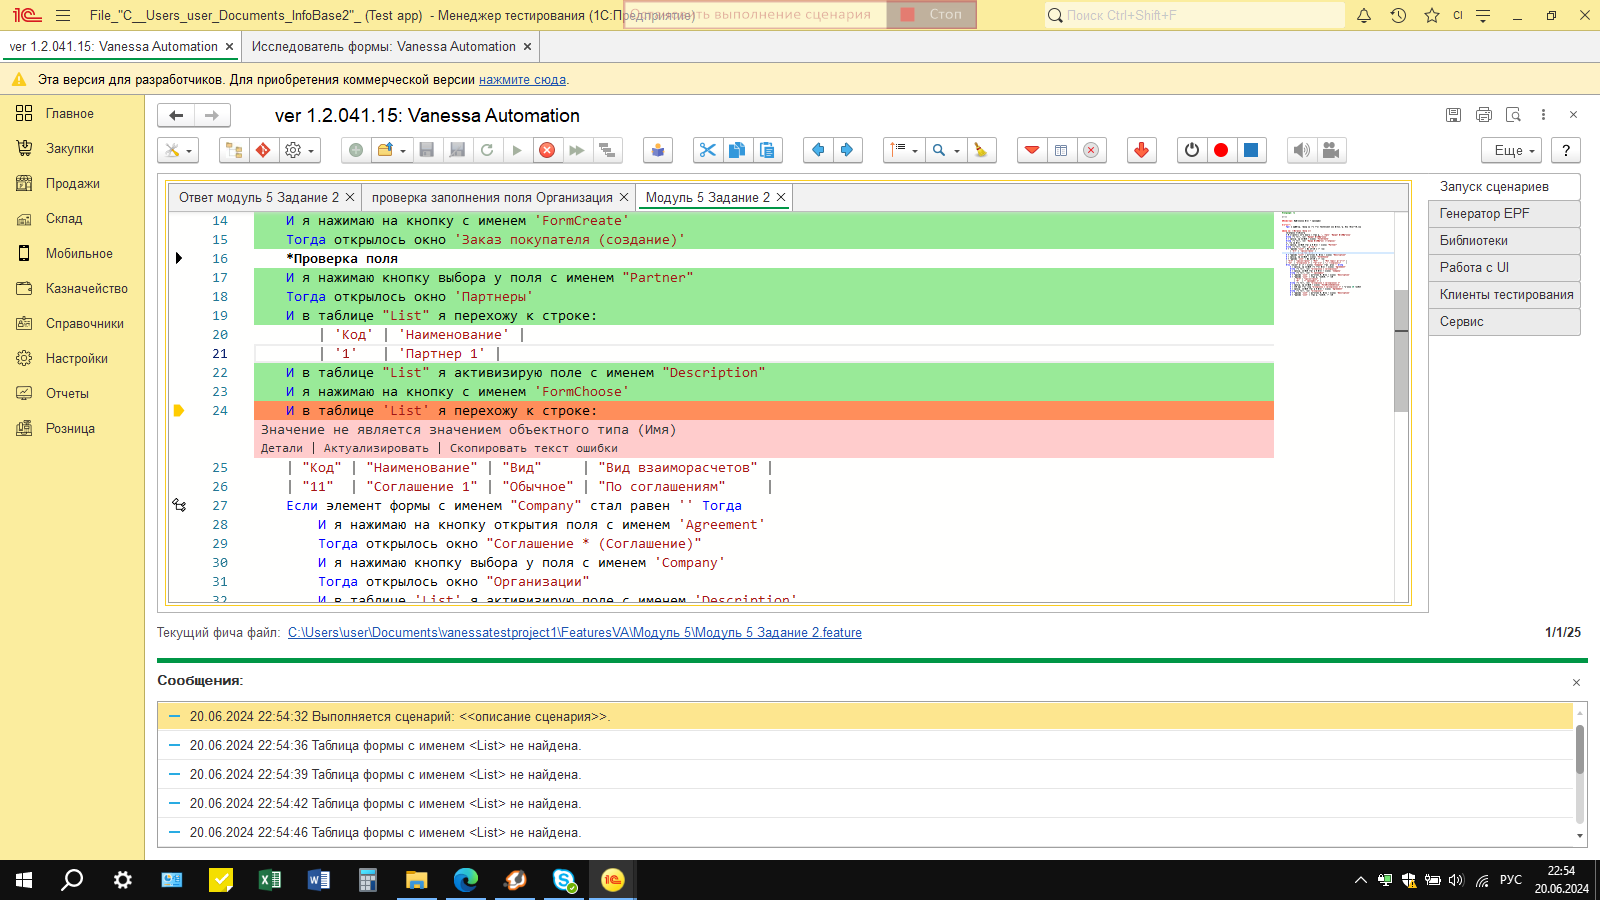 File_"C__Users_user_Documents_InfoBase2"_ (Test app) - Менеджер тестирования (1С:Предприятие)
выполнение сценария
Стоп
Поиск Ctrl+Shift+F
CI
ver 1.2.041.15: Vanessa Automation ×
Исследователь формы: Vanessa Automation ×
Эта версия для разработчиков. Для приобретения коммерческой версии нажмите сюда.
Главное
Закупки
Продажи
Склад
Мобильное
Казначейство
Справочники
Настройки
Отчеты
Розница
ver 1.2.041.15: Vanessa Automation
Еще
?
Ответ модуль 5 Задание 2 ×
проверка заполнения поля Организация ×
Модуль 5 Задание 2 ×
14 И я нажимаю на кнопку с именем 'FormCreate'
15 Тогда открылось окно 'Заказ покупателя (создание)'
16 *Проверка поля
17 И я нажимаю кнопку выбора у поля с именем "Partner"
18 Тогда открылось окно 'Партнеры'
19 И в таблице "List" я перехожу к строке:
20 | 'Код' | 'Наименование' |
21 | '1' | 'Партнер 1' |
22 И в таблице "List" я активизирую поле с именем "Description"
23 И я нажимаю на кнопку с именем 'FormChoose'
24 И в таблице 'List' я перехожу к строке:
Значение не является значением объектного типа (Имя)
Детали | Актуализировать | Скопировать текст ошибки
25 | "Код" | "Наименование" | "Вид" | "Вид взаиморасчетов" |
26 | "11" | "Соглашение 1" | "Обычное" | "По соглашениям" |
27 Если элемент формы с именем "Company" стал равен '' Тогда
28 И я нажимаю на кнопку открытия поля с именем 'Agreement'
29 Тогда открылось окно "Соглашение * (Соглашение)"
30 И я нажимаю кнопку выбора у поля с именем 'Company'
31 Тогда открылось окно "Организации"
32 И в таблице 'List' я активизирую поле с именем 'Description'
Запуск сценариев
Генератор EPF
Библиотеки
Работа с UI
Клиенты тестирования
Сервис
Текущий фича файл: C:\Users\user\Documents\vanessatestproject1\FeaturesVA\Модуль 5\Модуль 5 Задание 2.feature
1/1/25
Сообщения:
20.06.2024 22:54:32 Выполняется сценарий: <<описание сценария>>.
20.06.2024 22:54:36 Таблица формы с именем <List> не найдена.
20.06.2024 22:54:39 Таблица формы с именем <List> не найдена.
20.06.2024 22:54:42 Таблица формы с именем <List> не найдена.
20.06.2024 22:54:46 Таблица формы с именем <List> не найдена.
РУС
22:54
20.06.2024